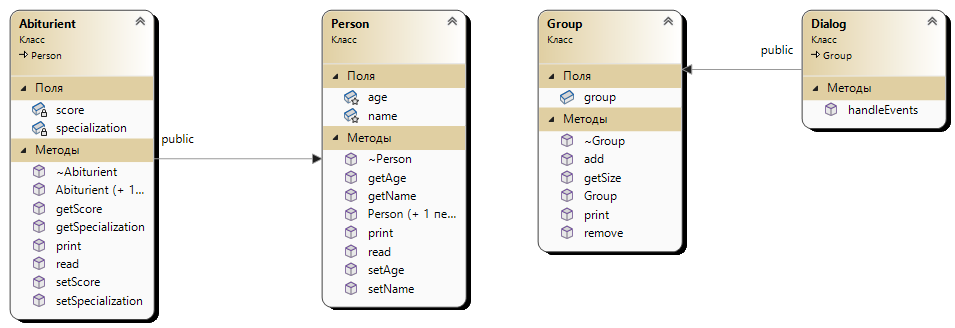 Abiturient
Класс
Person
Поля
score
specialization
Методы
~Abiturient
Abiturient (+ 1...
getScore
getSpecialization
print
read
setScore
setSpecialization
public
Person
Класс
Поля
age
name
Методы
~Person
getAge
getName
Person (+ 1 пе...
print
read
setAge
setName
Group
Класс
Поля
group
Методы
~Group
add
getSize
Group
print
remove
public
Dialog
Класс
Group
Методы
handleEvents